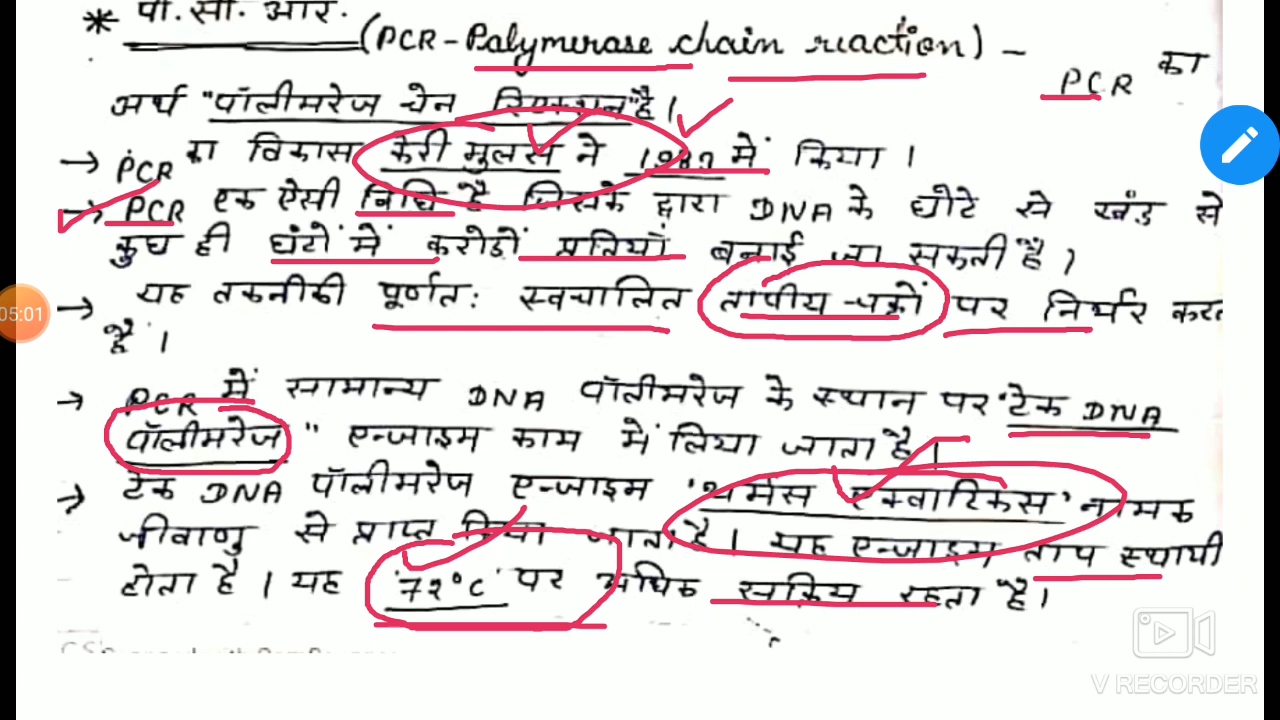 * पी. सी. आर. (PCR - Polymerase chain reaction) - PCR का
अर्थ "पॉलीमरेज चेन रिएक्शन" है।
→ PCR का विकास केरी मुलस ने में किया।
→ PCR एक ऐसी विधि है जिसके द्वारा DNA के छोटे से खंड से
कुछ ही घंटों में करोडों प्रतियां बनाई जा सकती है।
→ यह तकनीकी पूर्णत: स्वचालित तापीय चक्रों पर निर्भर करत
है।
→ PCR में सामान्य DNA पॉलीमरेज के स्थान पर "टेक DNA
पॉलीमरेज" एन्जाइम काम में लिया जाता है।
→ टेक DNA पॉलीमरेज एन्जाइम 'थर्मस एक्वाटिकस' नामक
जीवाणु से प्राप्त किया जाता है। यह एन्जाइम ताप स्थायी
होता है। यह '72°C' पर अधिक सक्रिय रहता है।
05:01
V RECORDER